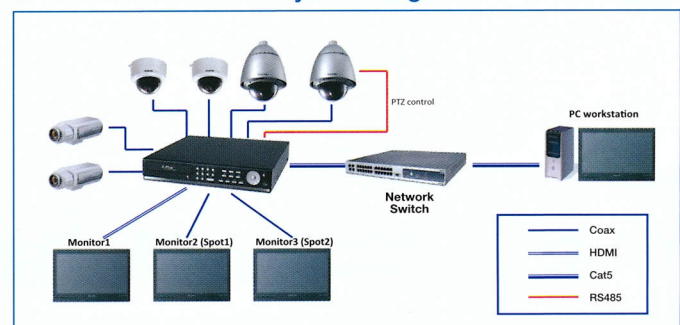 PTZ control
PC workstation
Network
Switch
Monitor1
Monitor2 (Spot1)
Monitor3 (Spot2)
Coax
HDMI
Cat5
RS485